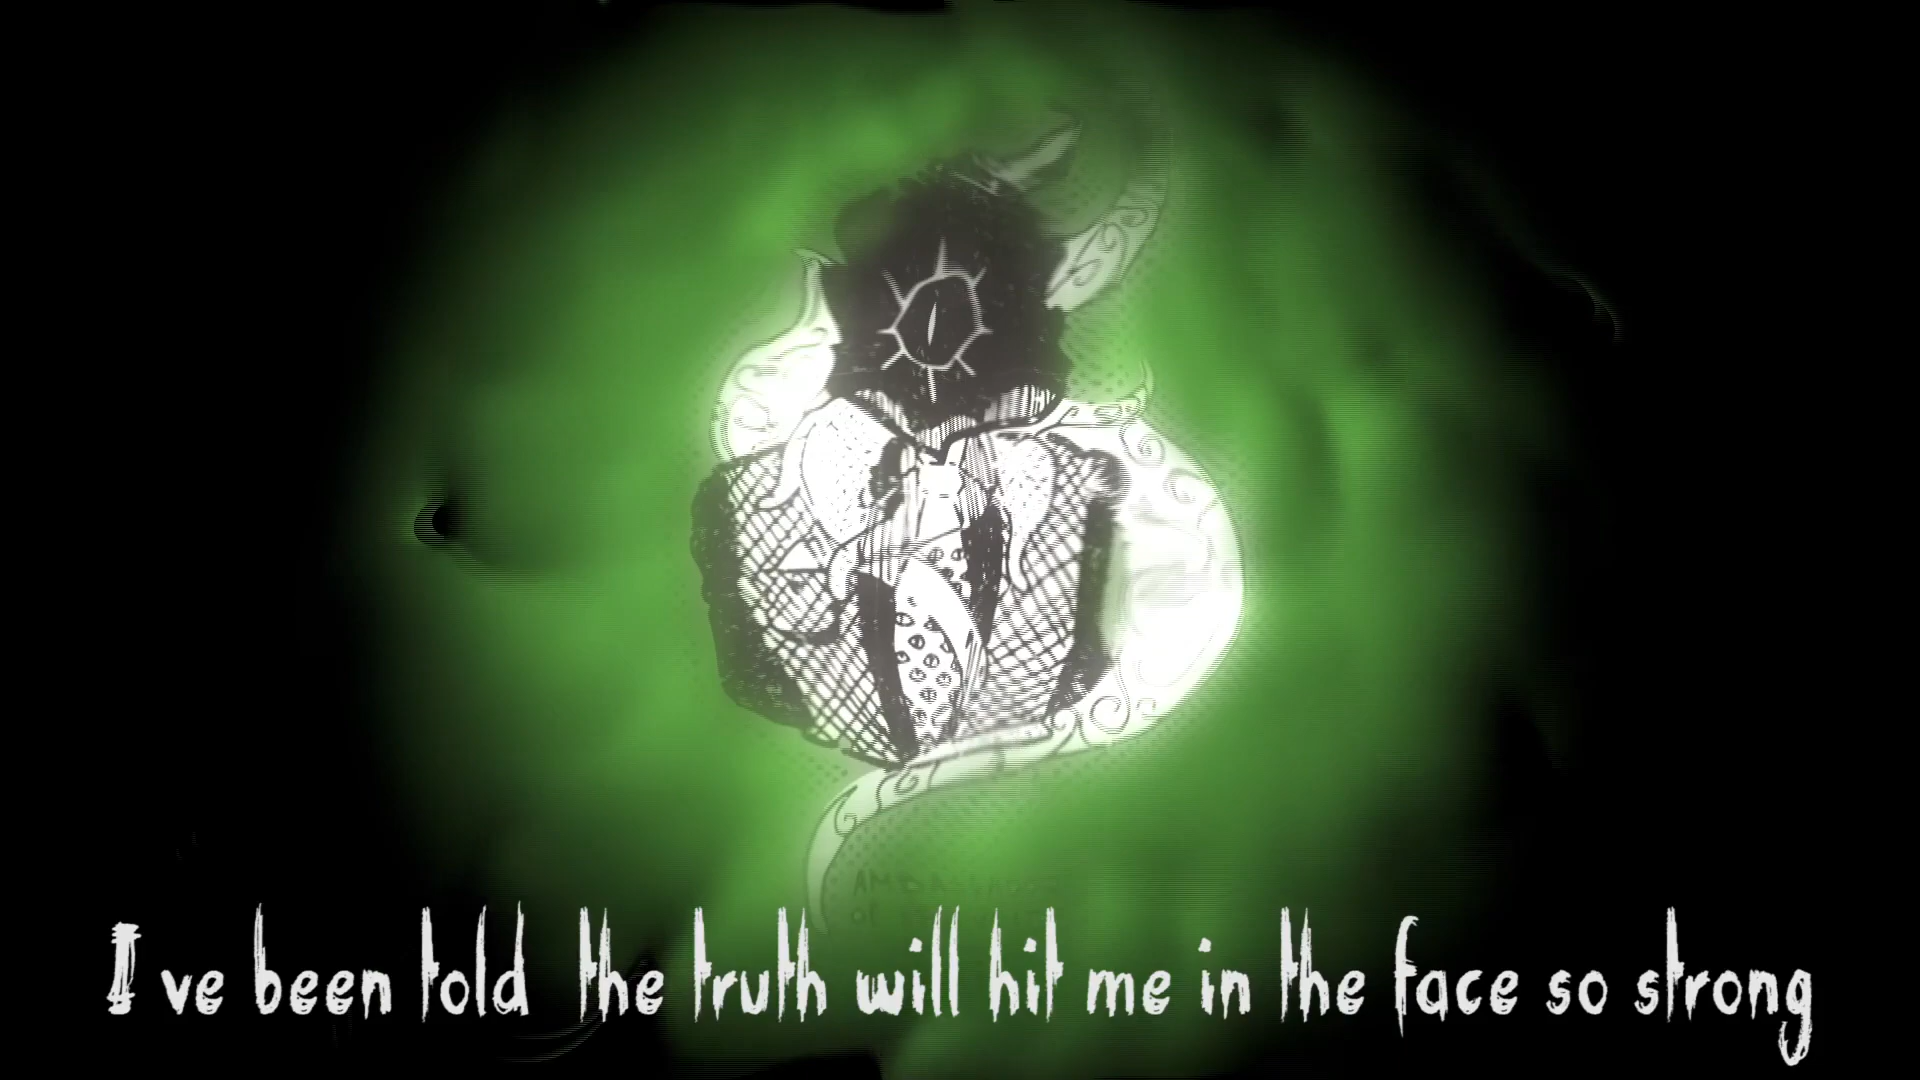 I ve been told the truth will hit me in the face so strong